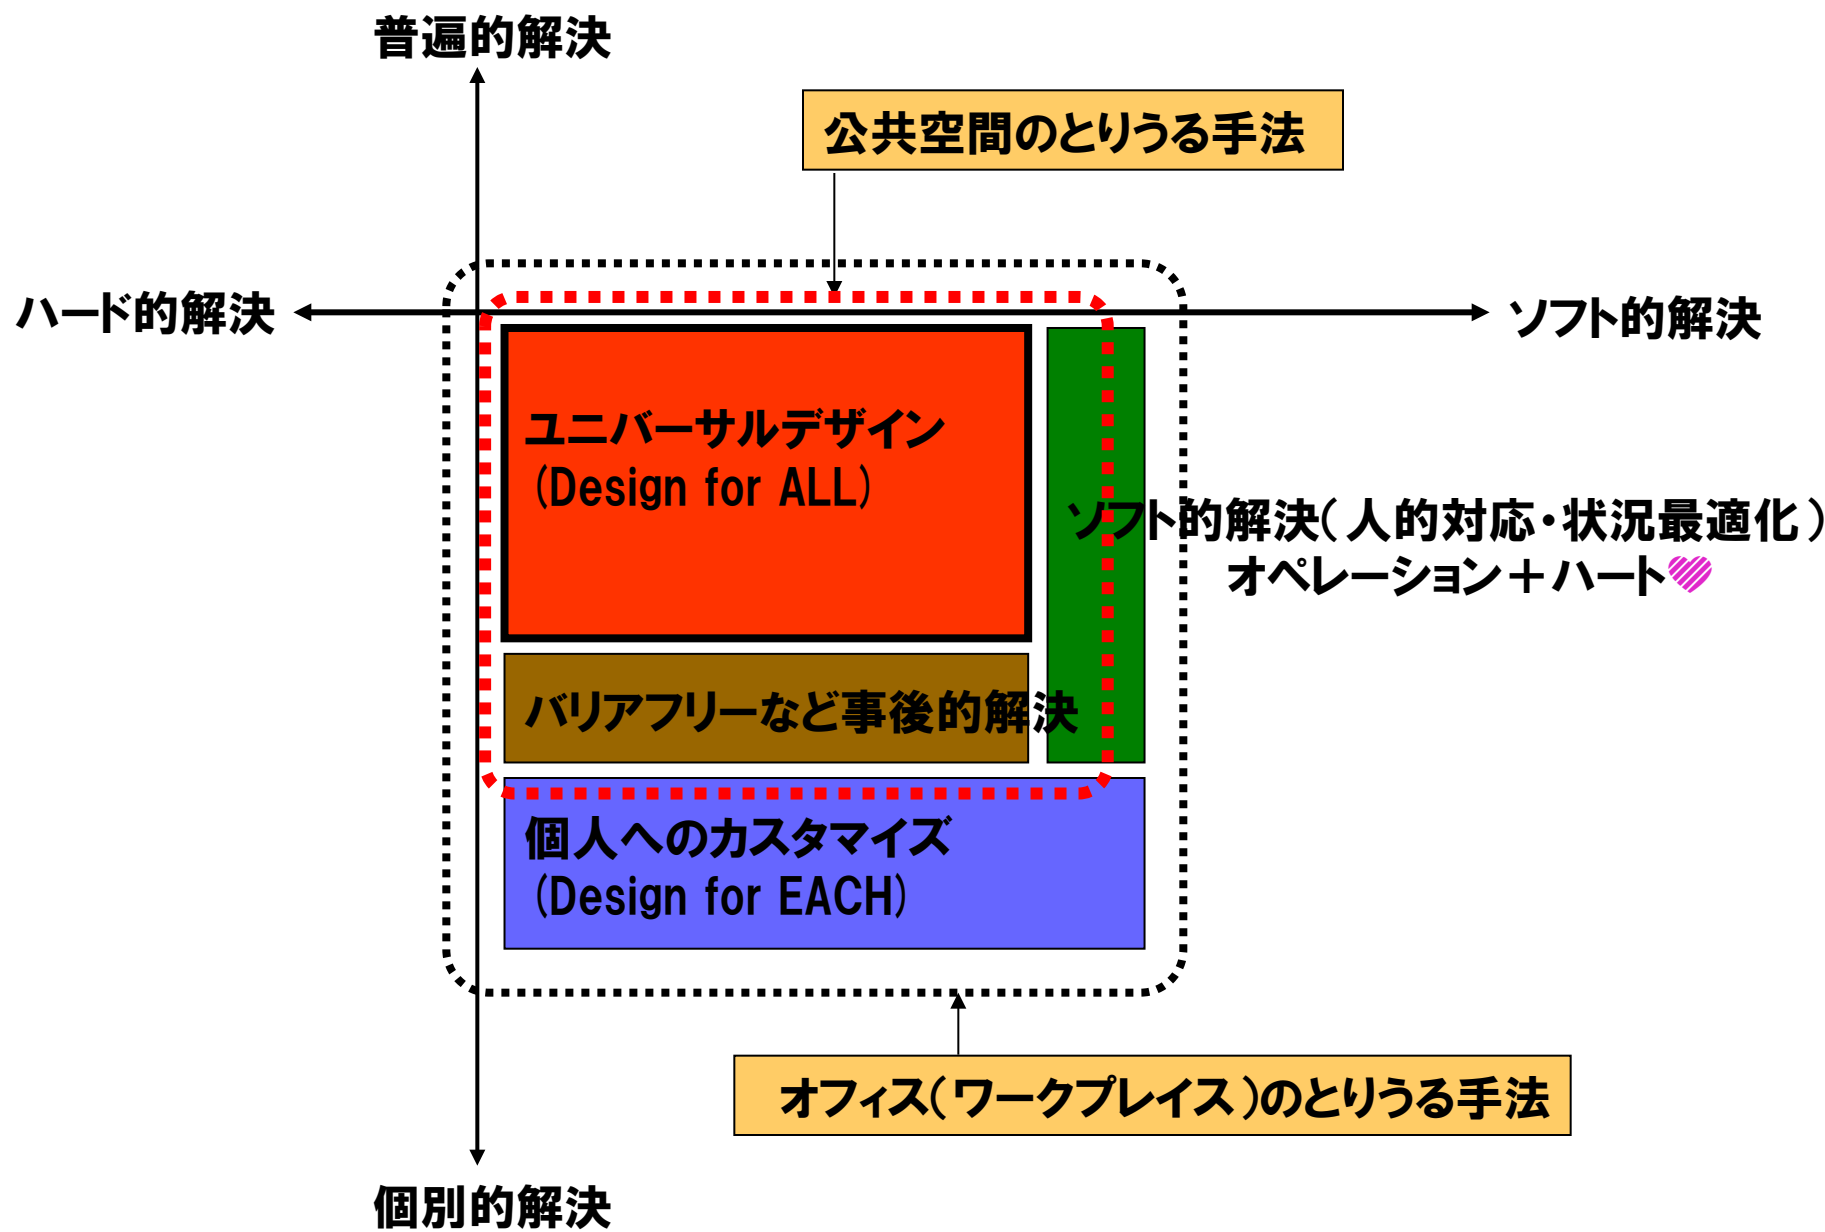 普遍的解決
公共空間のとりうる手法
ハード的解決
ソフト的解決
ユニバーサルデザイン
(Design for ALL)
ソフト的解決(人的対応・状況最適化)
オペレーション＋ハート
バリアフリーなど事後的解決
個人へのカスタマイズ
(Design for EACH)
オフィス(ワークプレイス)のとりうる手法
個別的解決